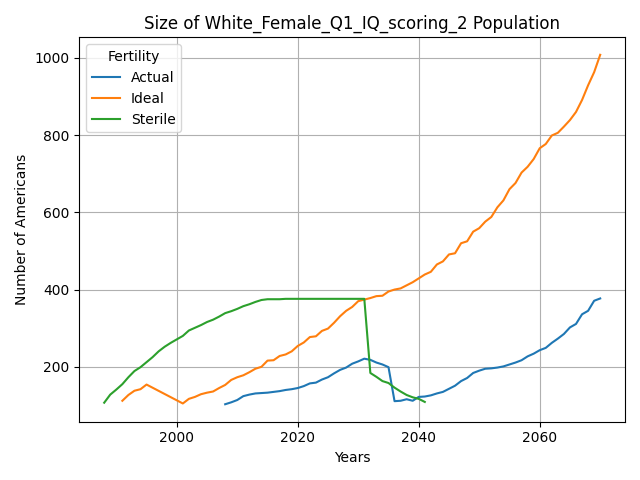 Size of White_Female_Q1_IQ_scoring_2 Population
Fertility
Actual
Ideal
Sterile
Number of Americans
1000
800
600
400
200
2000
2020
2040
2060
Years